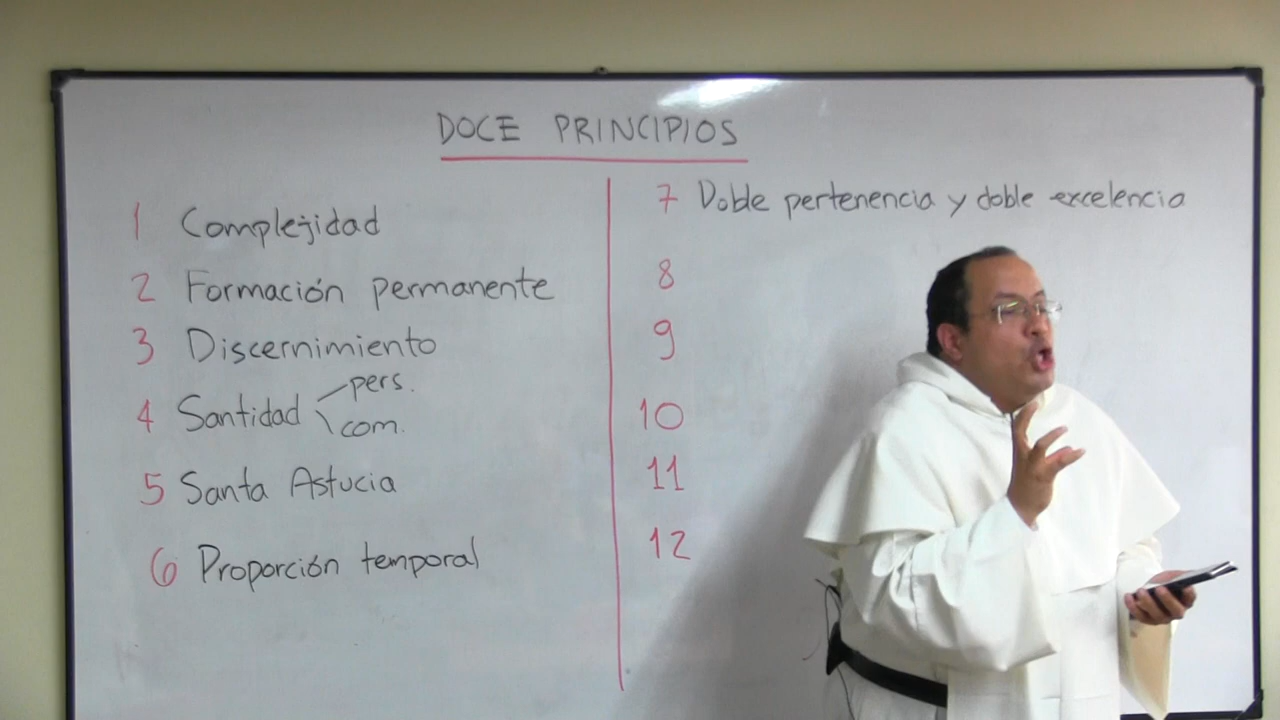 DOCE PRINCIPIOS
1 Complejidad
2 Formación permanente
3 Discernimiento
4 Santidad pers.
com.
5 Santa Astucia
6 Proporción temporal
7 Doble pertenencia y doble excelencia
8
9
10
11
12